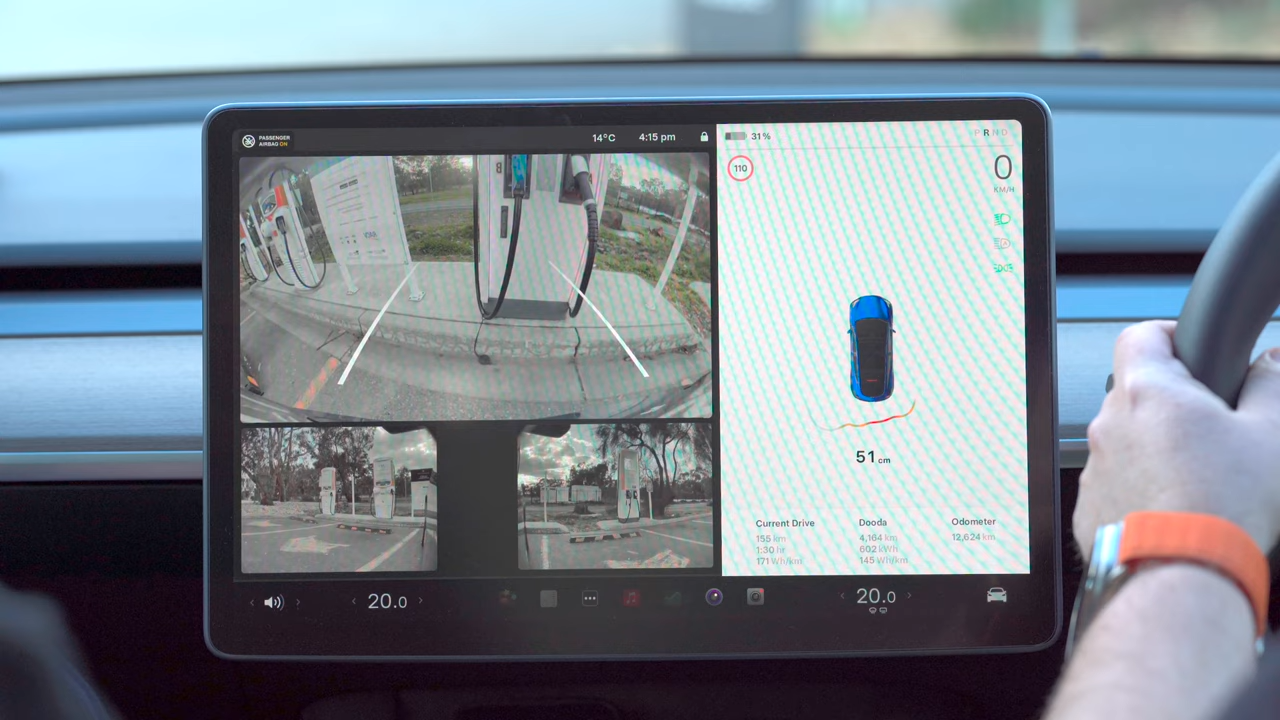 PASSENGER
AIRBAG ON
14°C
4:15 pm
31%
P R N D
110
0
KM/H
51 cm
Current Drive
155 km
1:30 hr
171 Wh/km
Dooda
4,164 km
602 kWh
145 Wh/km
Odometer
12,624 km
20.0
20.0